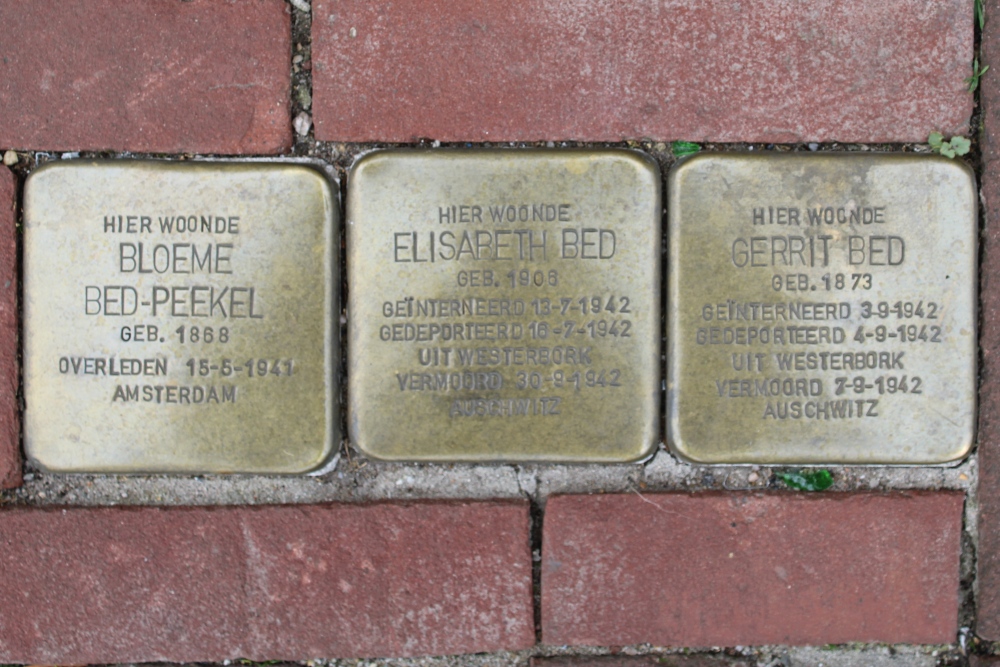 HIER WOONDE
BLOEME
BED-PEEKEL
GEB. 1868
OVERLEDEN 15-5-1941
AMSTERDAM
HIER WOONDE
ELISABETH BED
GEB. 1906
GEÏNTERNEERD 13-7-1942
GEDEPORTEERD 16-7-1942
UIT WESTERBORK
VERMOORD 30-9-1942
AUSCHWITZ
HIER WOONDE
GERRIT BED
GEB. 1873
GEÏNTERNEERD 3-9-1942
GEDEPORTEERD 4-9-1942
UIT WESTERBORK
VERMOORD 7-9-1942
AUSCHWITZ